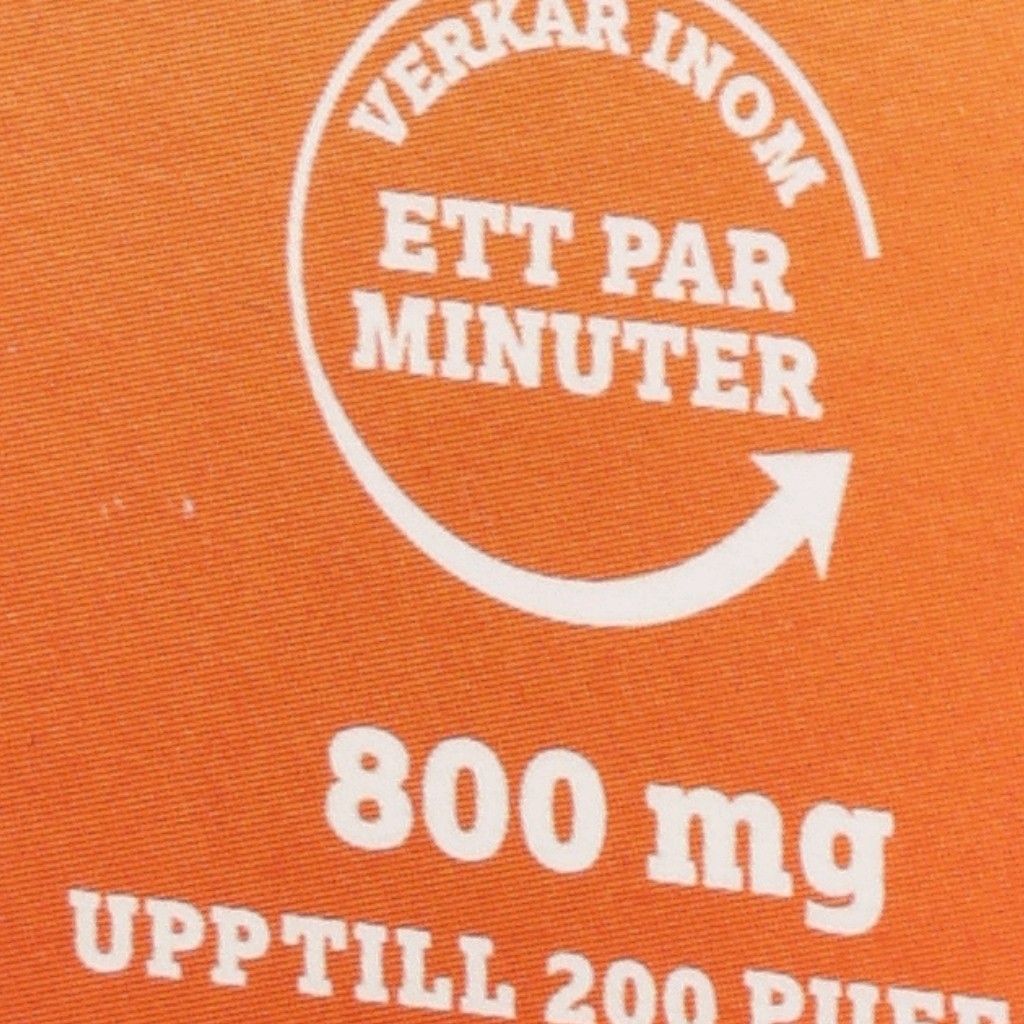 VERKAR INOM
ETT PAR
MINUTER
800 mg
UPPTILL 200